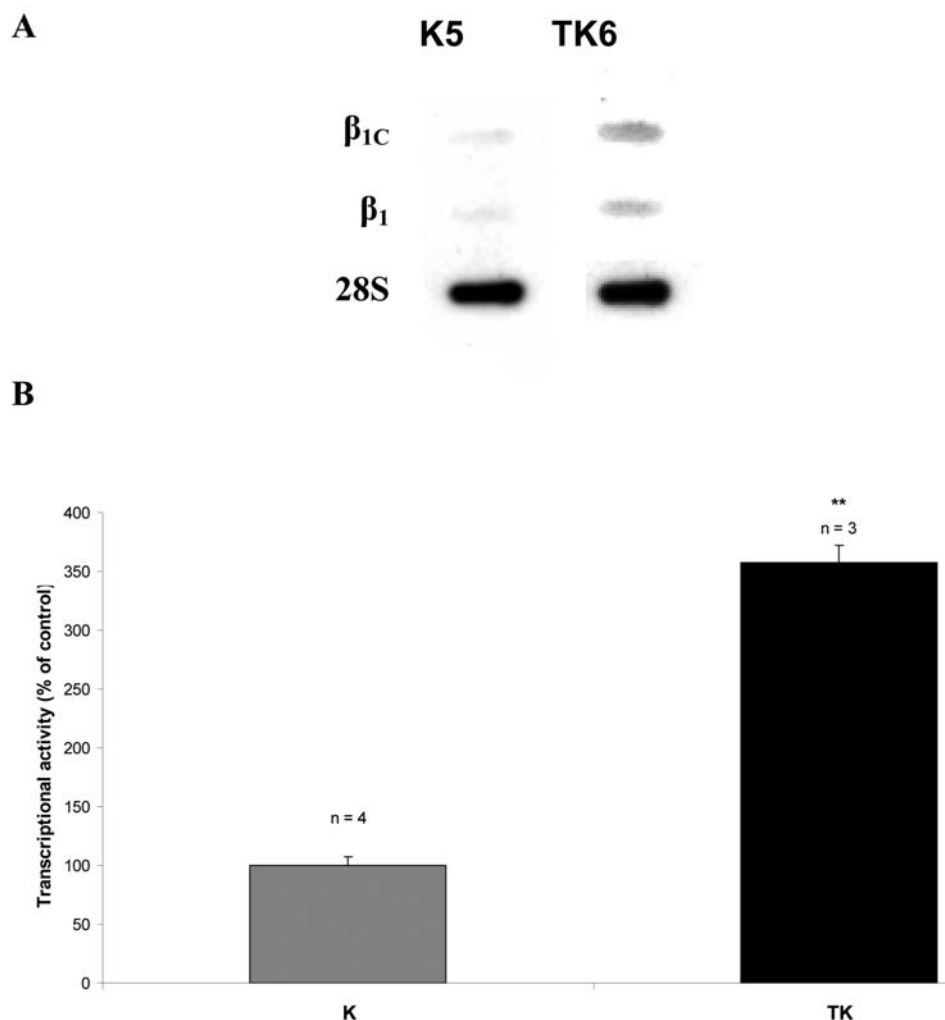 A
K5 TK6
β1C
β1
28S
B
Transcriptional activity (% of control)
400
350
300
250
200
150
100
50
0
n = 4
**
n = 3
K TK